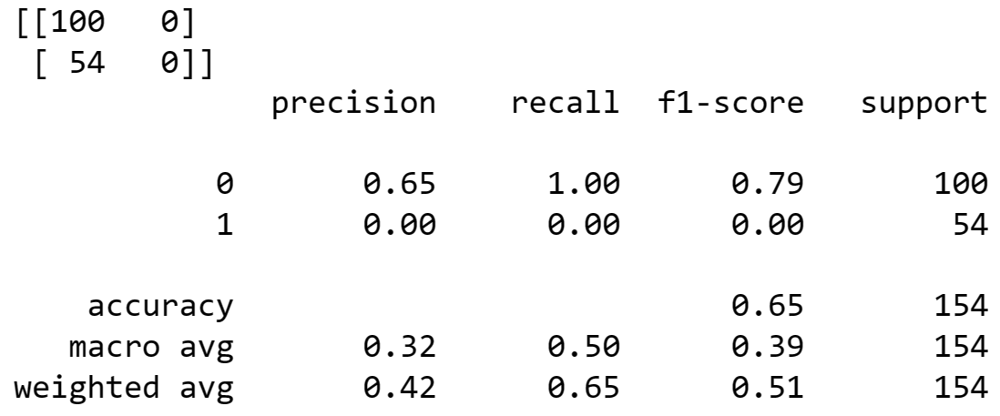 [[100   0]
 [ 54   0]]
              precision    recall  f1-score   support

           0       0.65      1.00      0.79       100
           1       0.00      0.00      0.00        54

    accuracy                           0.65       154
   macro avg       0.32      0.50      0.39       154
weighted avg       0.42      0.65      0.51       154